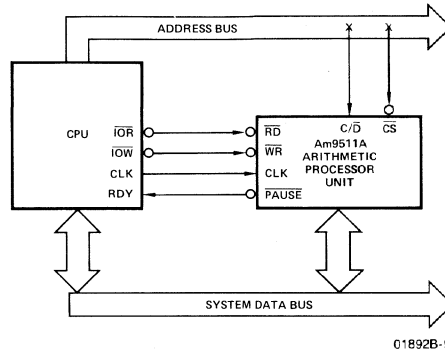 ADDRESS BUS
CPU
IOR
IOW
CLK
RDY
C/D
CS
RD
WR
CLK
PAUSE
Am9511A
ARITHMETIC
PROCESSOR
UNIT
SYSTEM DATA BUS